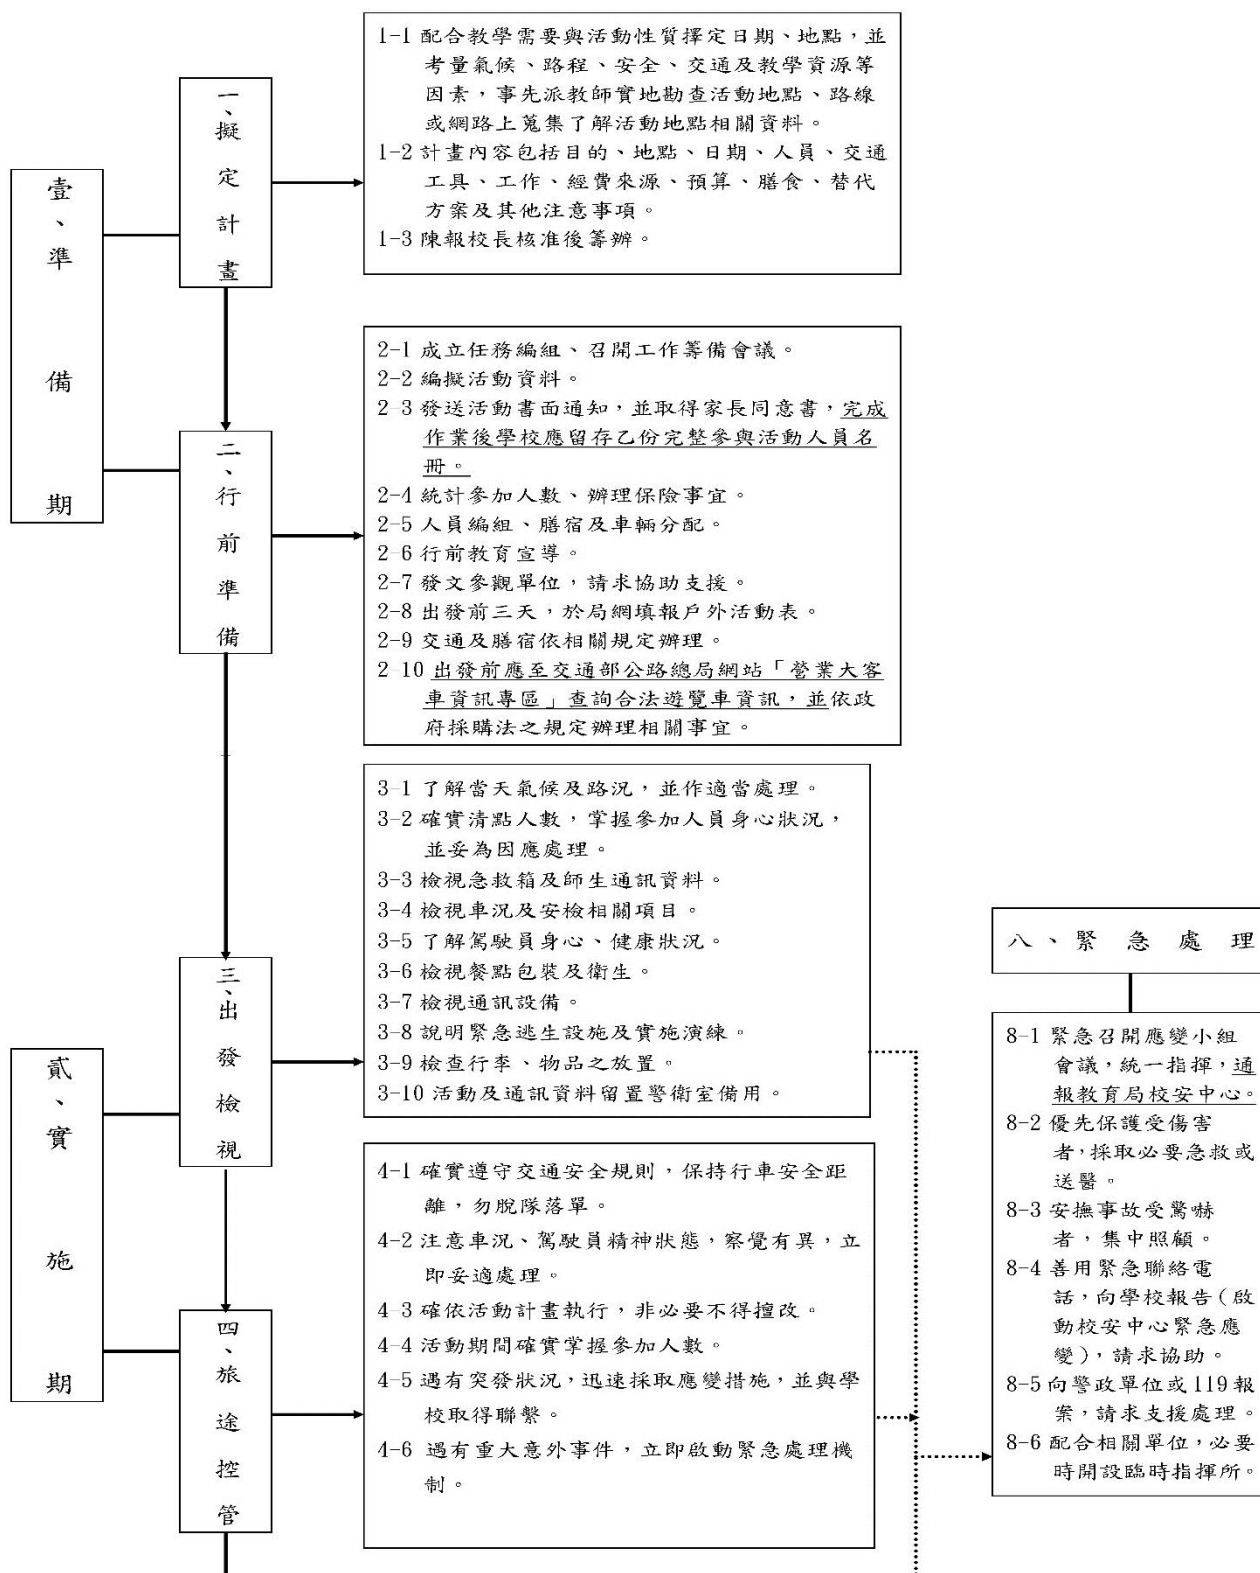 壹、準備期
一、擬定計畫
1-1 配合教學需要與活動性質擇定日期、地點，並
考量氣候、路程、安全、交通及教學資源等
因素，事先派教師實地勘查活動地點、路線
或網路上蒐集了解活動地點相關資料。
1-2 計畫內容包括目的、地點、日期、人員、交通
工具、工作、經費來源、預算、膳食、替代
方案及其他注意事項。
1-3 陳報校長核准後籌辦。
二、行前準備
2-1 成立任務編組、召開工作籌備會議。
2-2 編擬活動資料。
2-3 發送活動書面通知，並取得家長同意書，完成
作業後學校應留存乙份完整參與活動人員名
冊。
2-4 統計參加人數、辦理保險事宜。
2-5 人員編組、膳宿及車輛分配。
2-6 行前教育宣導。
2-7 發文參觀單位，請求協助支援。
2-8 出發前三天，於局網填報戶外活動表。
2-9 交通及膳宿依相關規定辦理。
2-10 出發前應至交通部公路總局網站「營業大客
車資訊專區」查詢合法遊覽車資訊，並依政
府採購法之規定辦理相關事宜。
貳、實施期
三、出發檢視
3-1 了解當天氣候及路況，並作適當處理。
3-2 確實清點人數，掌握參加人員身心狀況，
並妥為因應處理。
3-3 檢視急救箱及師生通訊資料。
3-4 檢視車況及安檢相關項目。
3-5 了解駕駛員身心、健康狀況。
3-6 檢視餐點包裝及衛生。
3-7 檢視通訊設備。
3-8 說明緊急逃生設施及實施演練。
3-9 檢查行李、物品之放置。
3-10 活動及通訊資料留置警衛室備用。
四、旅途控管
4-1 確實遵守交通安全規則，保持行車安全距
離，勿脫隊落單。
4-2 注意車況、駕駛員精神狀態，察覺有異，立
即妥適處理。
4-3 確依活動計畫執行，非必要不得擅改。
4-4 活動期間確實掌握參加人數。
4-5 遇有突發狀況，迅速採取應變措施，並與學
校取得聯繫。
4-6 遇有重大意外事件，立即啟動緊急處理機
制。
八、緊急處理
8-1 緊急召開應變小組
會議，統一指揮，通
報教育局校安中心。
8-2 優先保護受傷害
者，採取必要急救或
送醫。
8-3 安撫事故受驚嚇
者，集中照顧。
8-4 善用緊急聯絡電
話，向學校報告（啟
動校安中心緊急應
變），請求協助。
8-5 向警政單位或 119 報
案，請求支援處理。
8-6 配合相關單位，必要
時開設臨時指揮所。